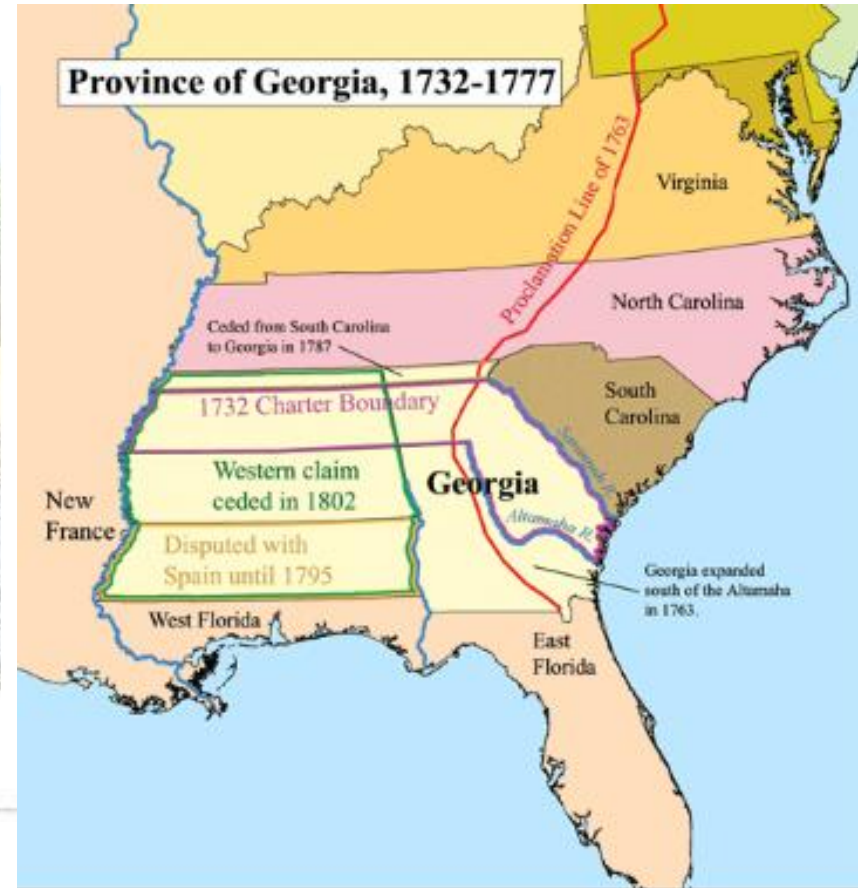 Province of Georgia, 1732-1777
Proclamation Line of 1763
Virginia
North Carolina
Ceded from South Carolina
to Georgia in 1787
South
Carolina
1732 Charter Boundary
Savannah R.
Western claim
ceded in 1802
Georgia
New
France
Altamaha R.
Disputed with
Spain until 1795
Georgia expanded
south of the Altamaha
in 1763.
West Florida
East
Florida